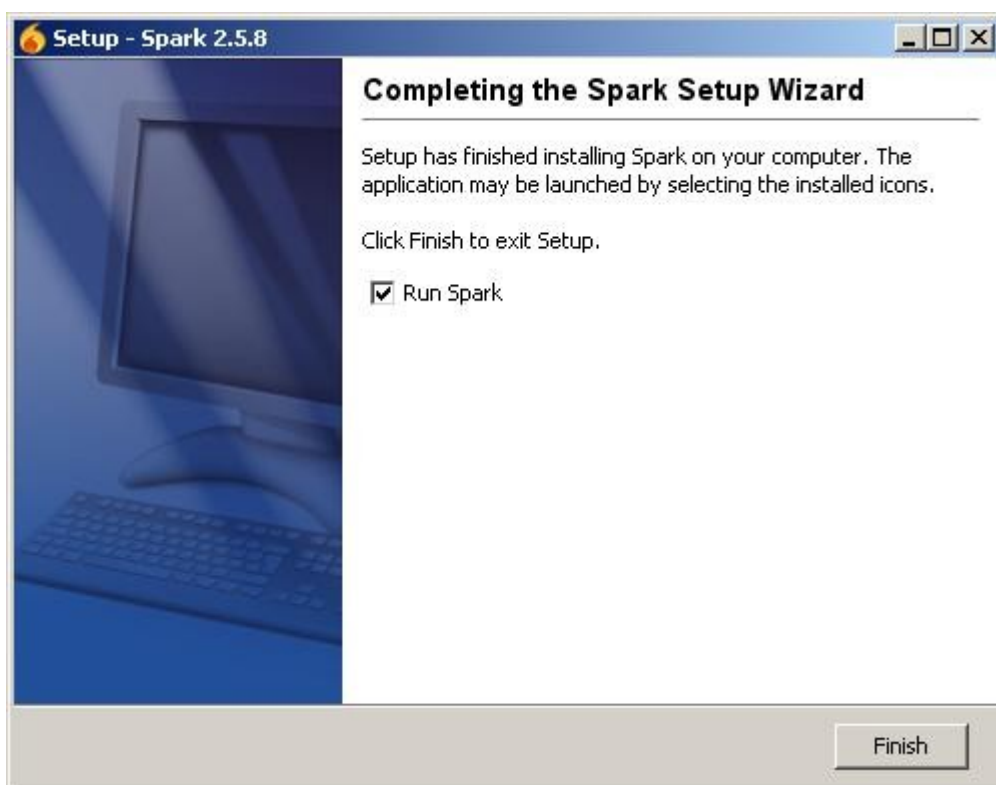 Setup - Spark 2.5.8
Completing the Spark Setup Wizard
Setup has finished installing Spark on your computer. The
application may be launched by selecting the installed icons.
Click Finish to exit Setup.
Run Spark
Finish